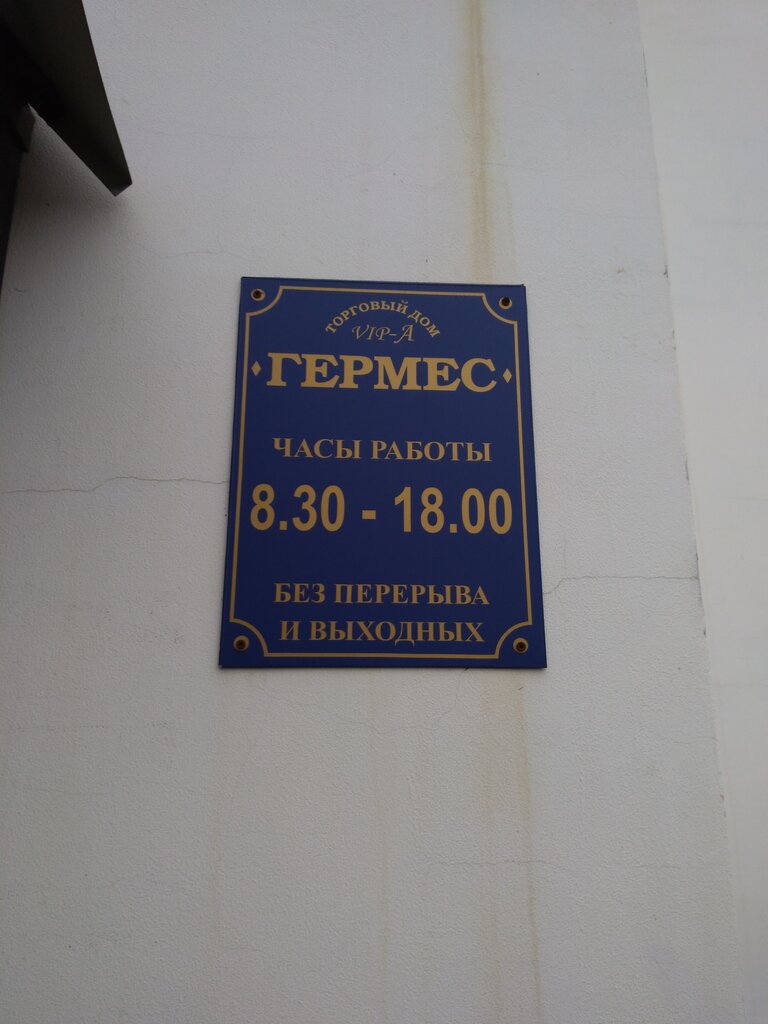 ТОРГОВЫЙ ДОМ
VIP-A
ГЕРМЕС
ЧАСЫ РАБОТЫ
8.30 - 18.00
БЕЗ ПЕРЕРЫВА
И ВЫХОДНЫХ